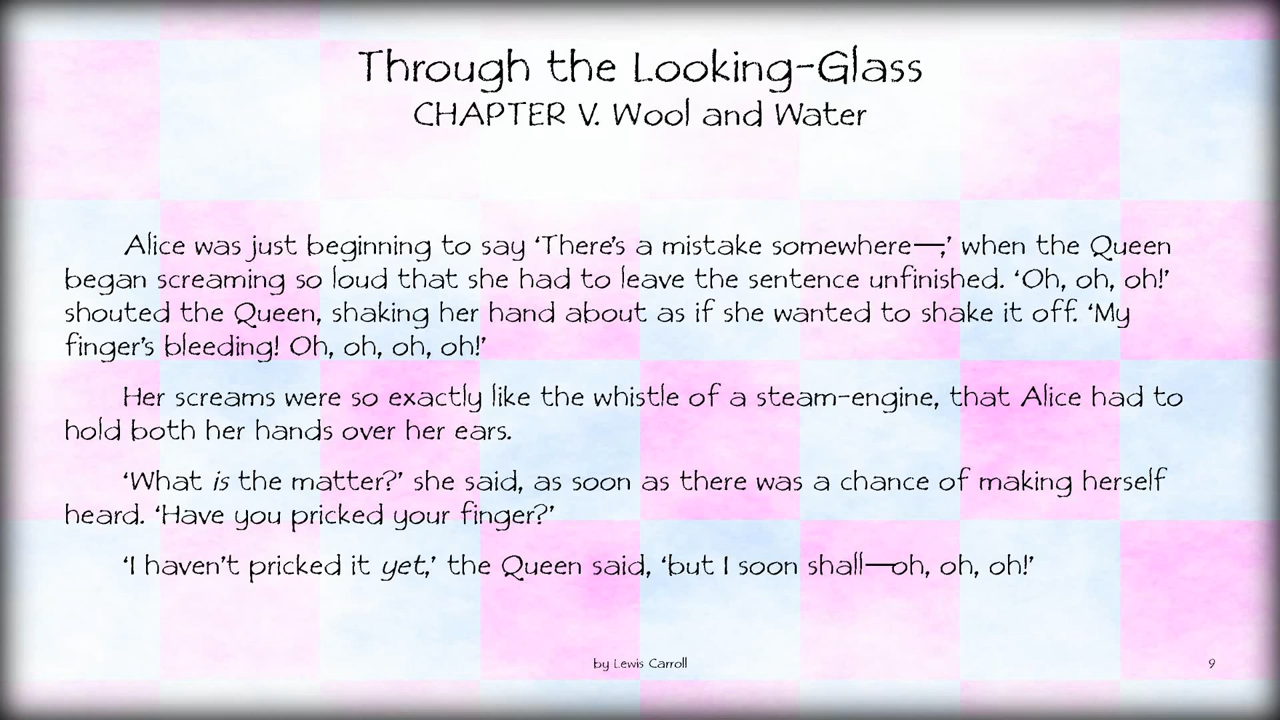 Through the Looking-Glass
CHAPTER V. Wool and Water
Alice was just beginning to say ‘There’s a mistake somewhere—,’ when the Queen
began screaming so loud that she had to leave the sentence unfinished. ‘Oh, oh, oh!’
shouted the Queen, shaking her hand about as if she wanted to shake it off. ‘My
finger’s bleeding! Oh, oh, oh, oh!’
Her screams were so exactly like the whistle of a steam-engine, that Alice had to
hold both her hands over her ears.
‘What is the matter?’ she said, as soon as there was a chance of making herself
heard. ‘Have you pricked your finger?’
‘I haven’t pricked it yet,’ the Queen said, ‘but I soon shall—oh, oh, oh!’
by Lewis Carroll
9